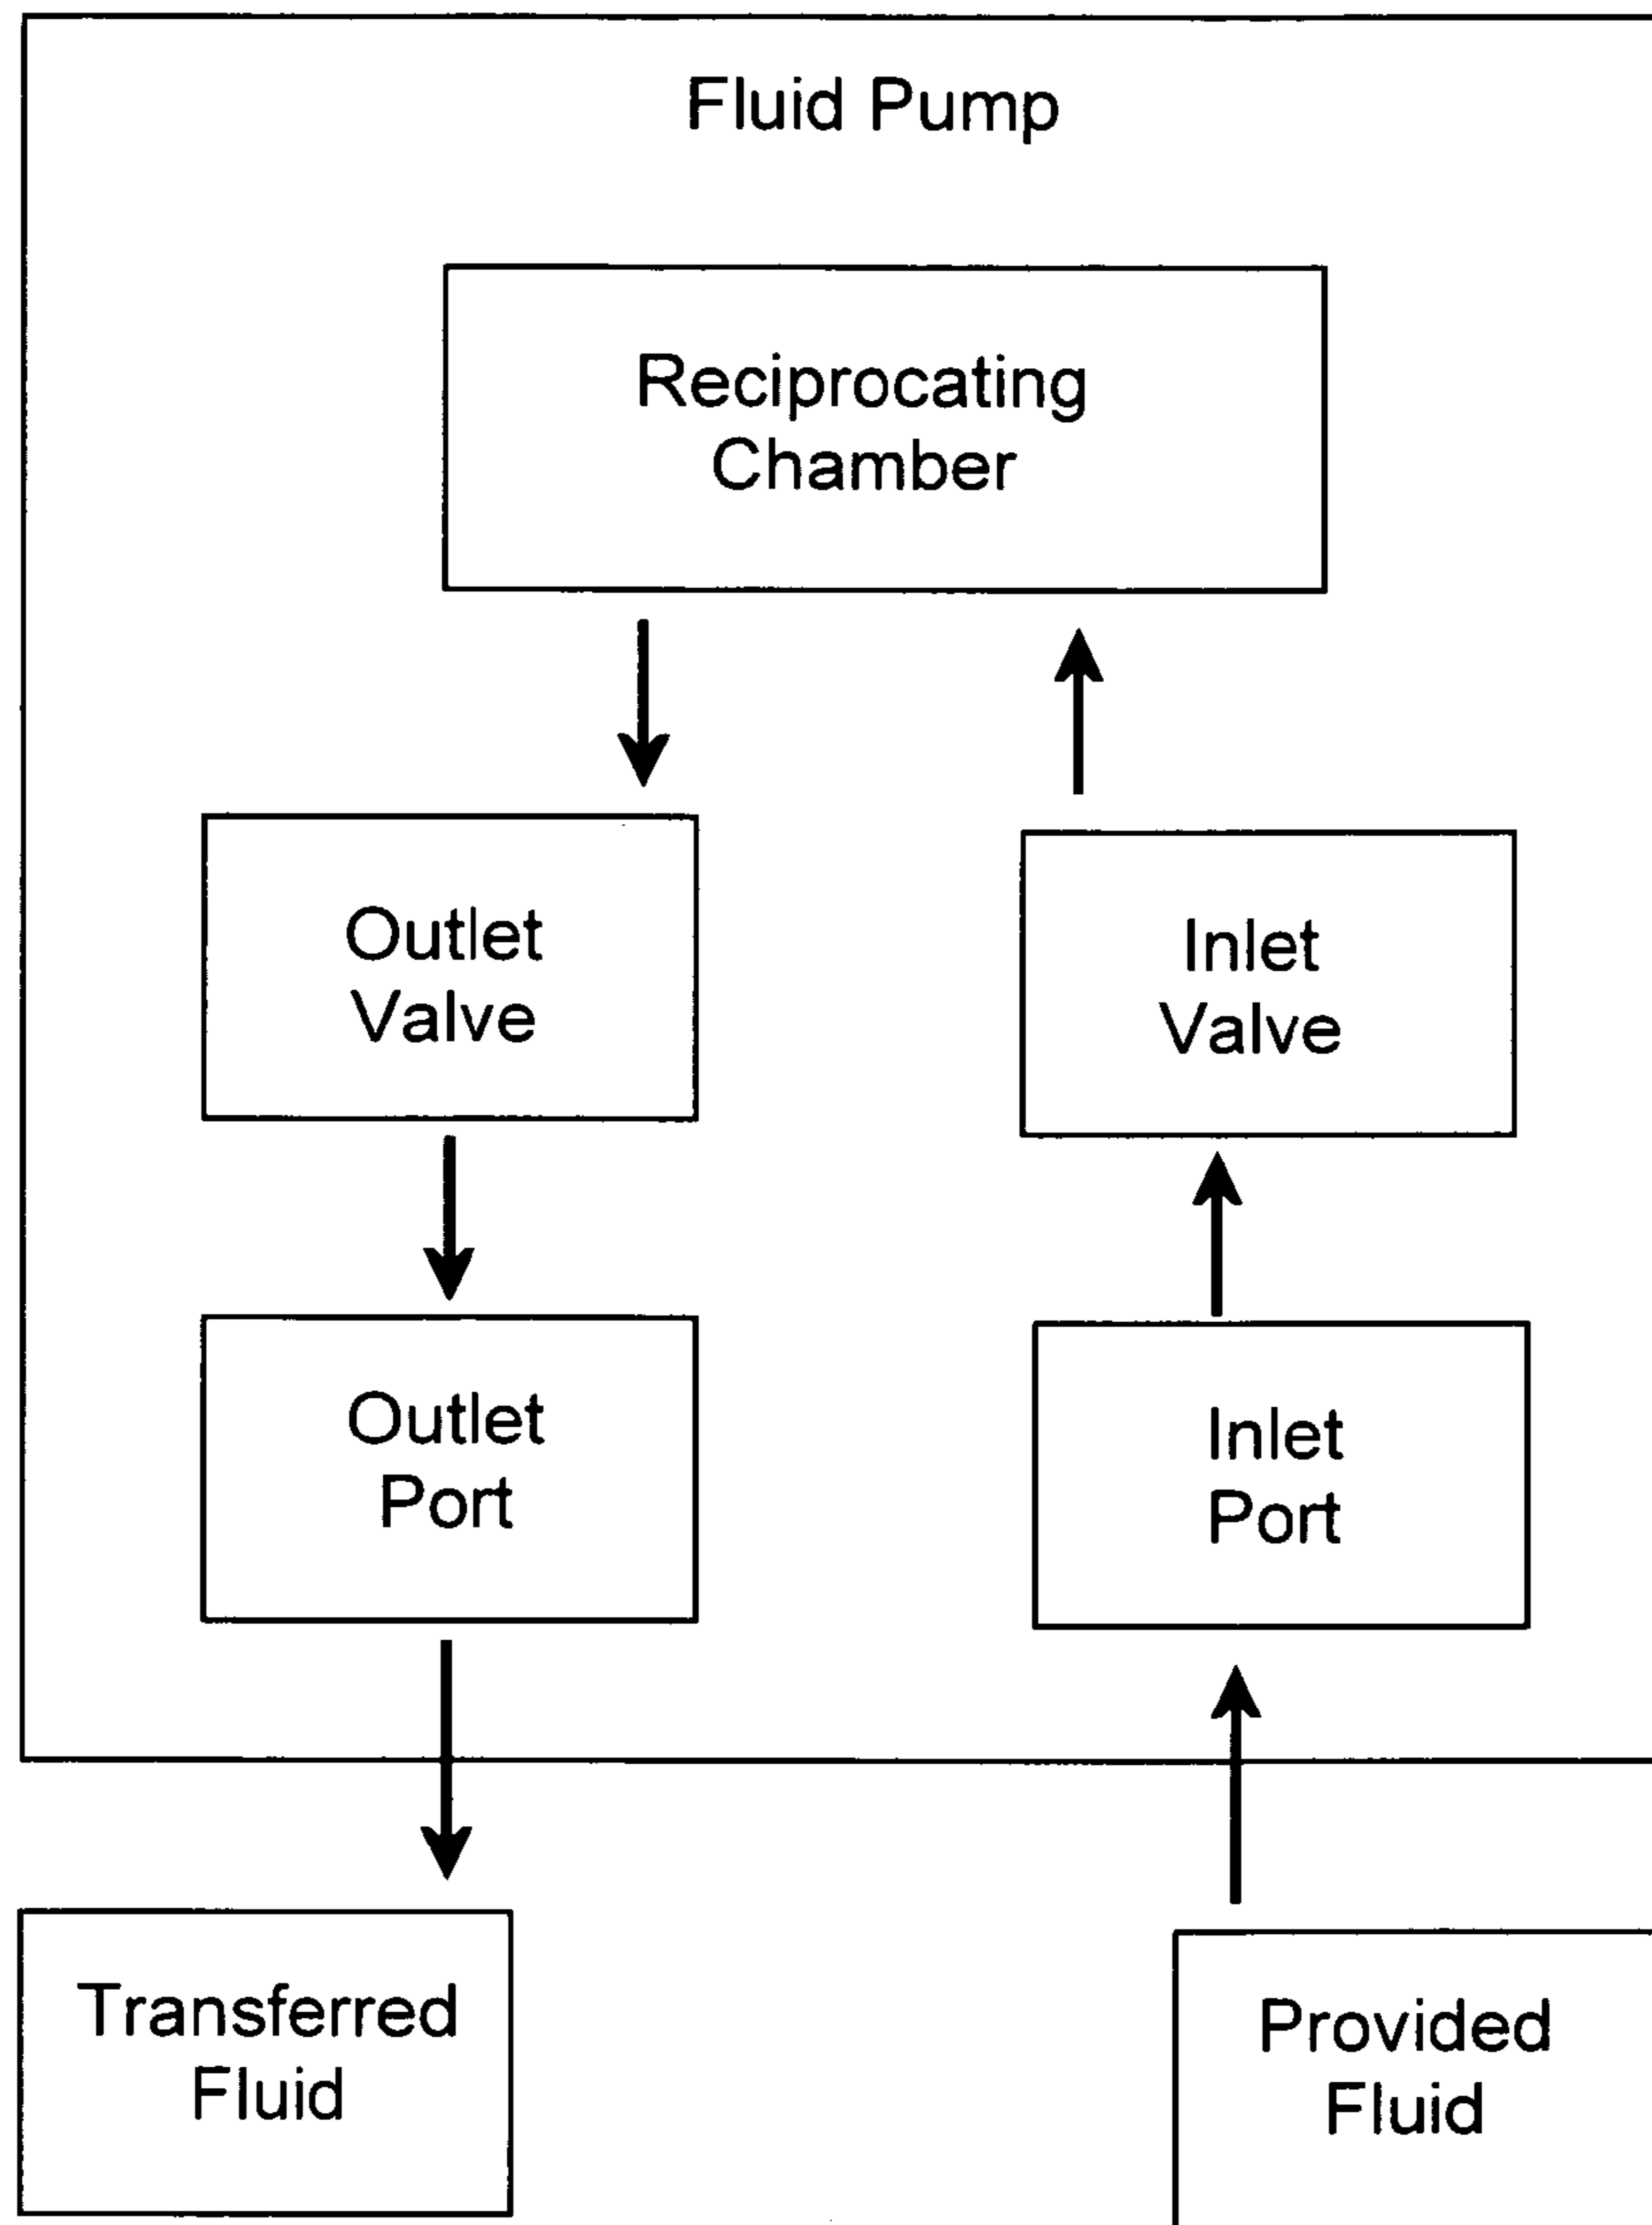 Fluid Pump
Reciprocating
Chamber
Outlet
Valve
Inlet
Valve
Outlet
Port
Inlet
Port
Transferred
Fluid
Provided
Fluid